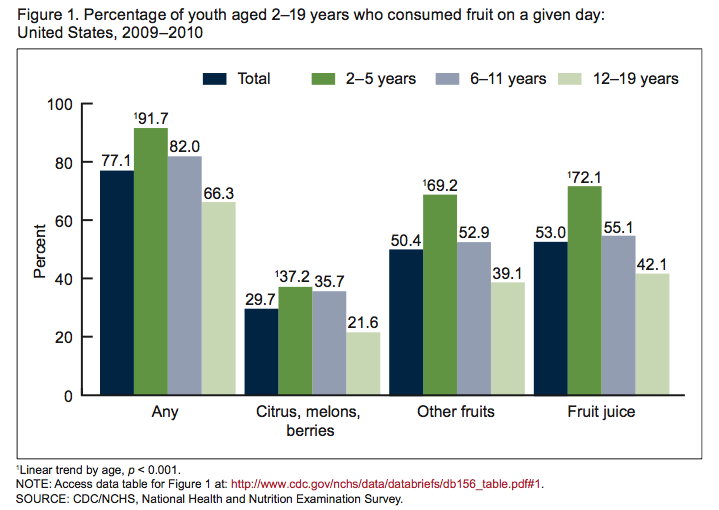 Figure 1. Percentage of youth aged 2–19 years who consumed fruit on a given day:
United States, 2009–2010
Total 2–5 years 6–11 years 12–19 years
Percent
100
80
60
40
20
0
77.1 ¹91.7 82.0 66.3
29.7 ¹37.2 35.7 21.6
50.4 ¹69.2 52.9 39.1
53.0 ¹72.1 55.1 42.1
Any
Citrus, melons,
berries
Other fruits
Fruit juice
¹Linear trend by age, p < 0.001.
NOTE: Access data table for Figure 1 at: http://www.cdc.gov/nchs/data/databriefs/db156_table.pdf#1.
SOURCE: CDC/NCHS, National Health and Nutrition Examination Survey.